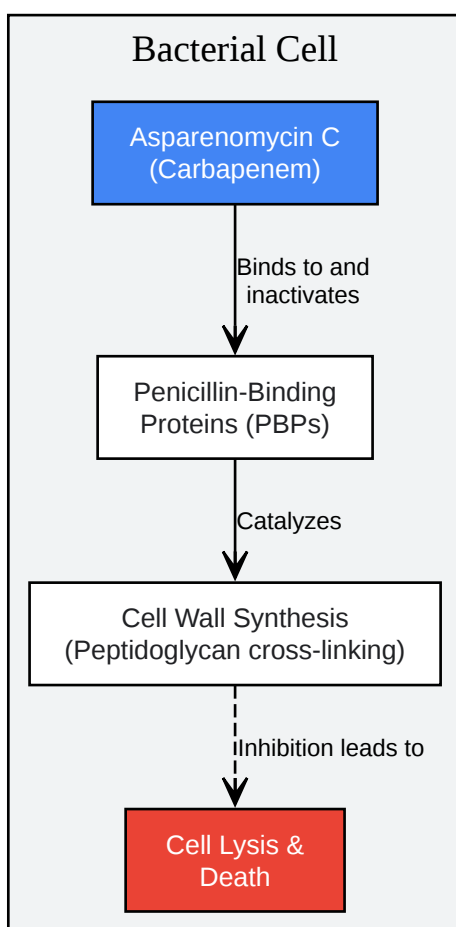 Bacterial Cell
Asparenomycin C
(Carbapenem)
Binds to and
inactivates
Penicillin-Binding
Proteins (PBPs)
Catalyzes
Cell Wall Synthesis
(Peptidoglycan cross-linking)
Inhibition leads to
Cell Lysis &
Death